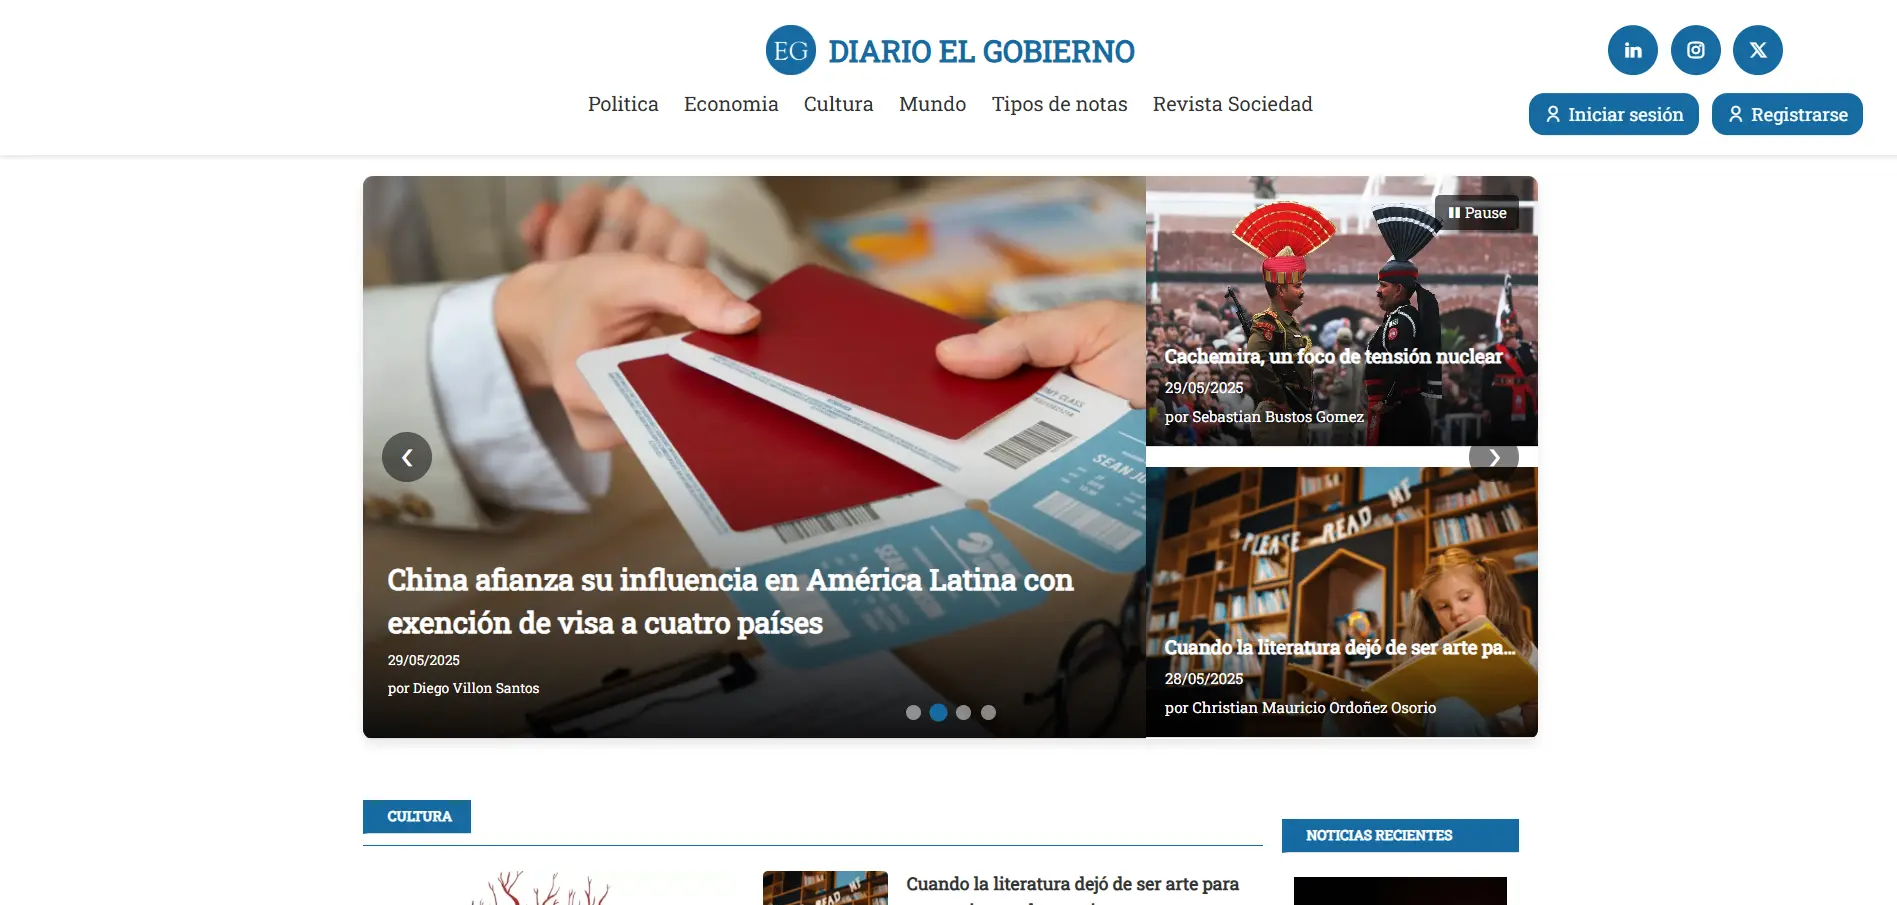 EG DIARIO EL GOBIERNO
Politica Economia Cultura Mundo Tipos de notas Revista Sociedad
Iniciar sesión Registrarse
Pause
Cachemira, un foco de tensión nuclear
29/05/2025
por Sebastian Bustos Gomez
China afianza su influencia en América Latina con
exención de visa a cuatro países
29/05/2025
por Diego Villon Santos
PLEASE READ ME
Cuando la literatura dejó de ser arte pa...
28/05/2025
por Christian Mauricio Ordoñez Osorio
CULTURA
NOTICIAS RECIENTES
READ ME
Cuando la literatura dejó de ser arte para